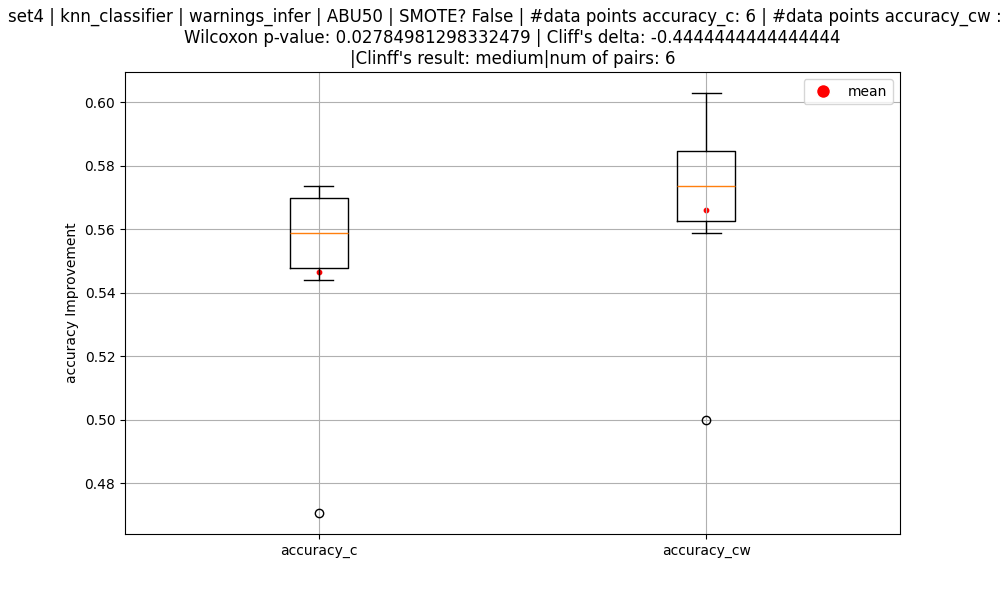 set4 | knn_classifier | warnings_infer | ABU50 | SMOTE? False | #data points accuracy_c: 6 | #data points accuracy_cw :
Wilcoxon p-value: 0.02784981298332479 | Cliff's delta: -0.4444444444444444
|Clinff's result: medium|num of pairs: 6
mean
0.60
0.58
0.56
0.54
0.52
0.50
0.48
accuracy Improvement
accuracy_c
accuracy_cw